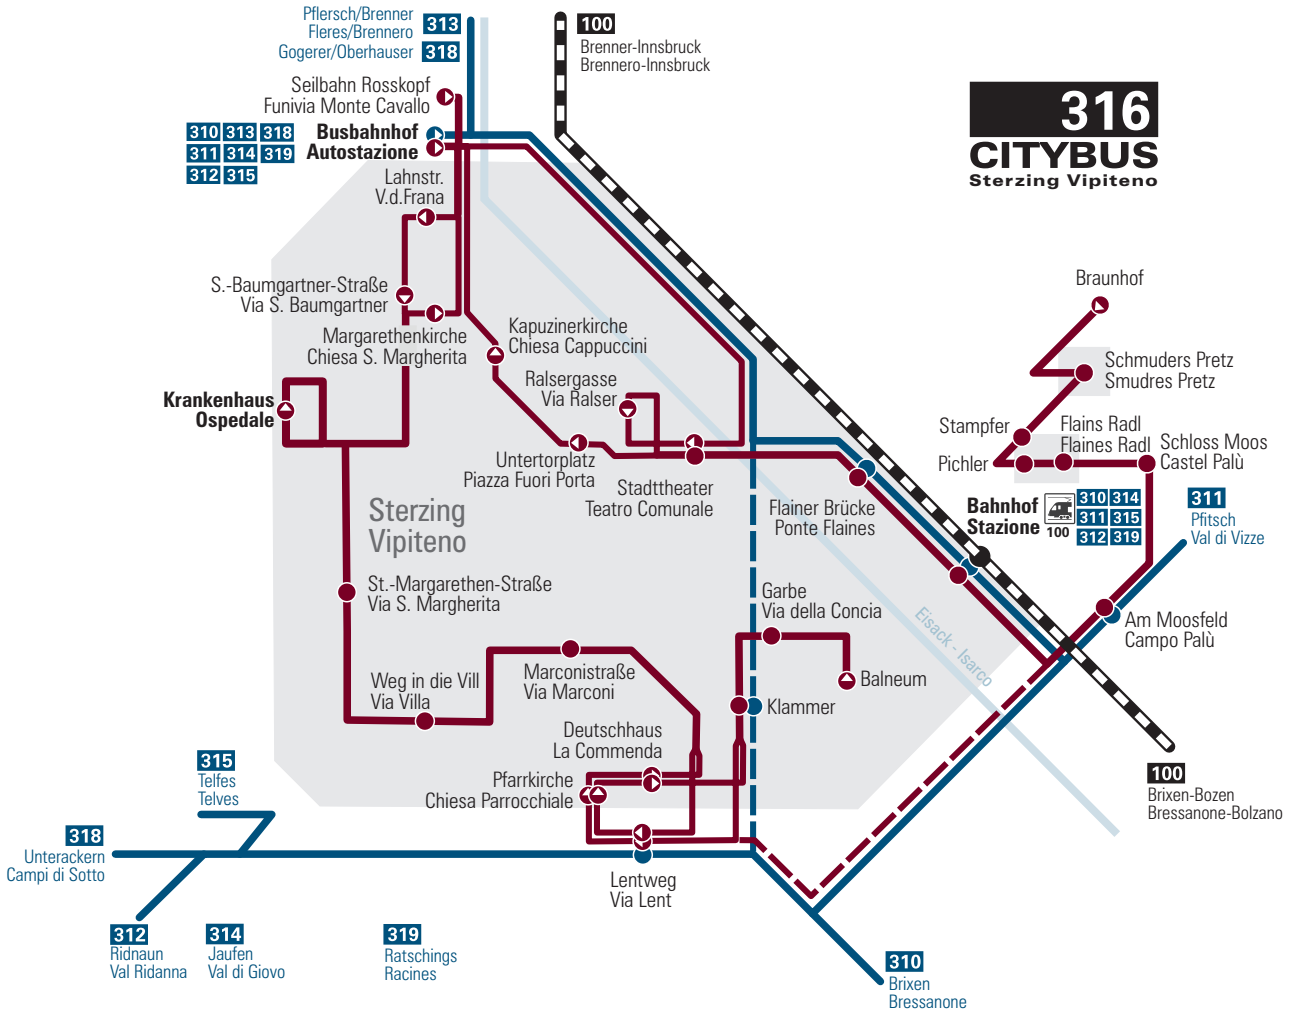 Pflersch/Brenner
Fleres/Brennero
313
Gogerer/Oberhauser
318
100
Brenner-Innsbruck
Brennero-Innsbruck
316
CITYBUS
Sterzing Vipiteno
Seilbahn Rosskopf
Funivia Monte Cavallo
310 313 318
311 314 319
312 315
Busbahnhof
Autostazione
Lahnstr.
V.d.Frana
S.-Baumgartner-Straße
Via S. Baumgartner
Margarethenkirche
Chiesa S. Margherita
Kapuzinerkirche
Chiesa Cappuccini
Ralsergasse
Via Ralser
Krankenhaus
Ospedale
Untertorplatz
Piazza Fuori Porta
Stadttheater
Teatro Comunale
Flainer Brücke
Ponte Flaines
Braunhof
Schmuders Pretz
Smudres Pretz
Stampfer
Flains Radl
Flaines Radl
Pichler
Schloss Moos
Castel Palù
Bahnhof
Stazione
100
310 314
311 315
312 319
311
Pfitsch
Val di Vizze
Sterzing
Vipiteno
St.-Margarethen-Straße
Via S. Margherita
Garbe
Via della Concia
Am Moosfeld
Campo Palù
Eisack - Isarco
Weg in die Vill
Via Villa
Marconistraße
Via Marconi
Balneum
Klammer
Deutschhaus
La Commenda
Pfarrkirche
Chiesa Parrocchiale
315
Telfes
Telves
100
Brixen-Bozen
Bressanone-Bolzano
318
Unterackern
Campi di Sotto
Lentweg
Via Lent
312
Ridnaun
Val Ridanna
314
Jaufen
Val di Giovo
319
Ratschings
Racines
310
Brixen
Bressanone